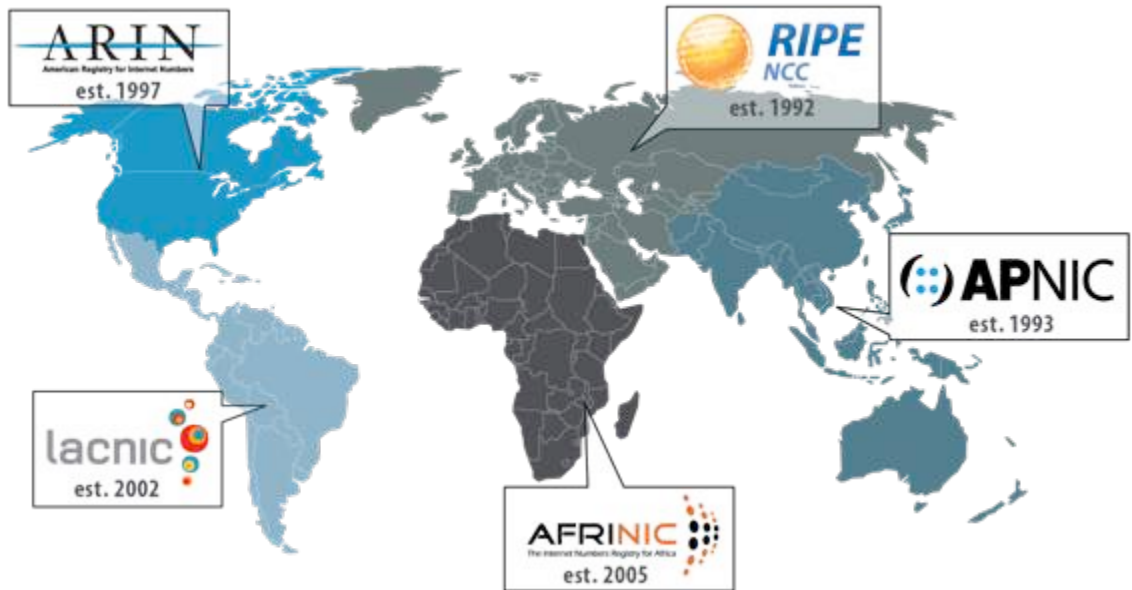 ARIN
American Registry for Internet Numbers
est. 1997
RIPE
NCC
est. 1992
APNIC
est. 1993
lacnic
est. 2002
AFRINIC
The Internet Numbers Registry for Africa
est. 2005